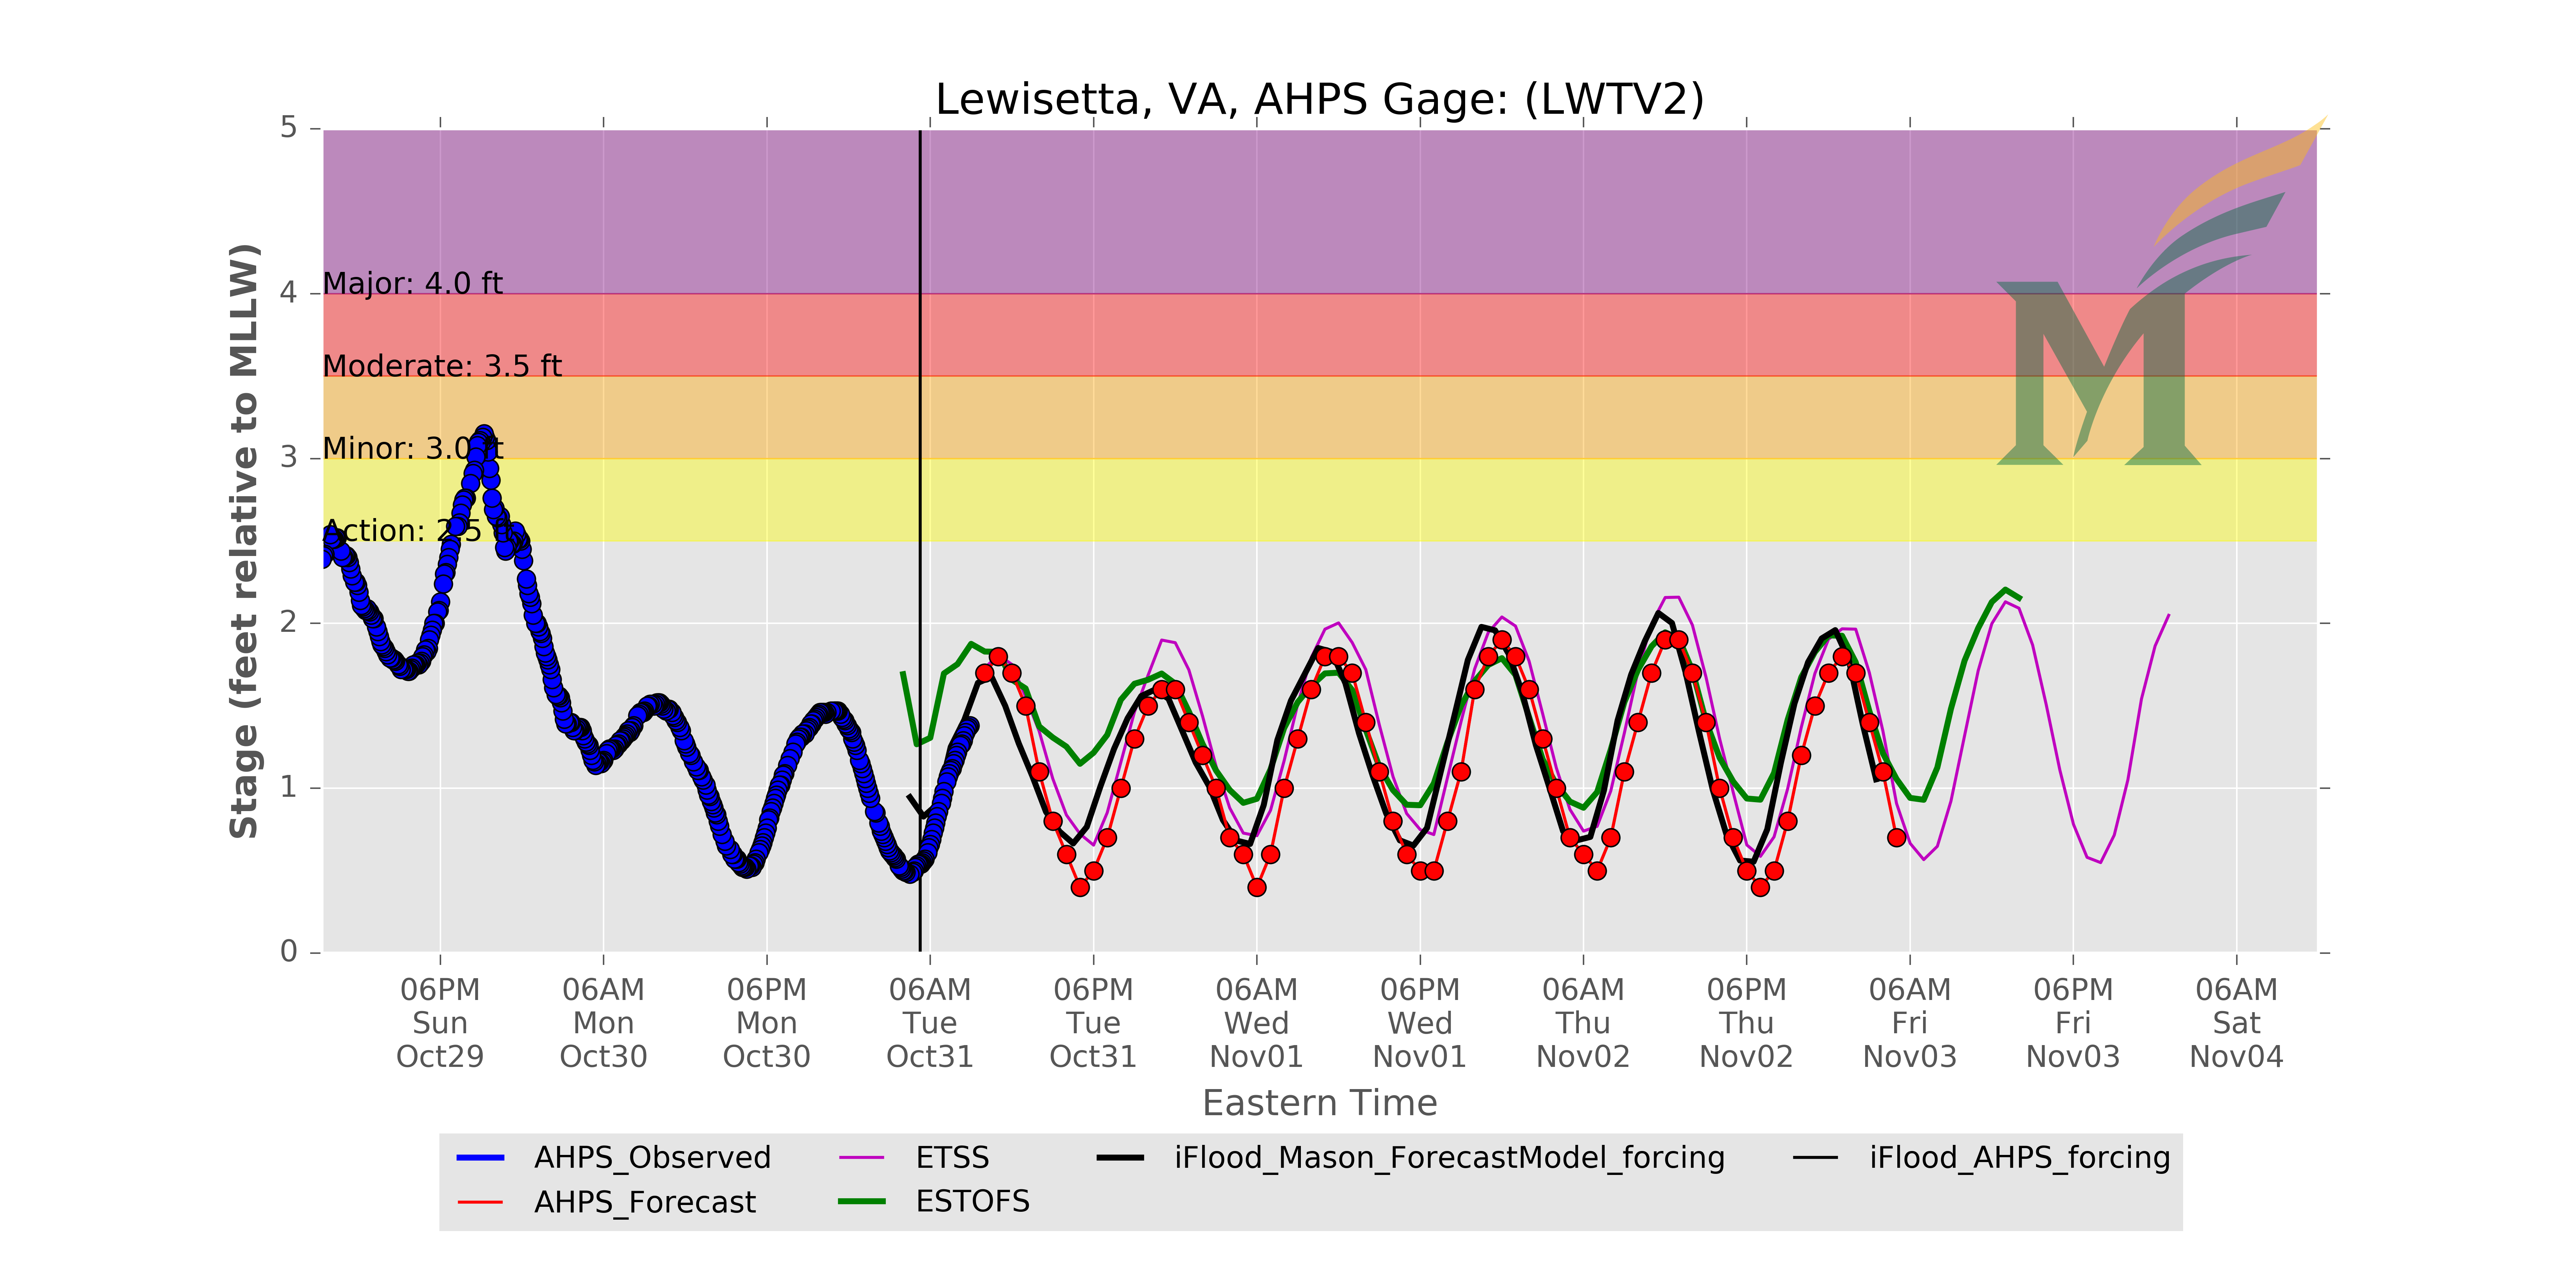 Lewisetta, VA, AHPS Gage: (LWTV2)
Stage (feet relative to MLLW)
5
4
3
2
1
0
Major: 4.0 ft
Moderate: 3.5 ft
Minor: 3.0 ft
Action: 2.5
06PM 06AM 06PM 06AM 06PM 06AM 06PM 06AM 06PM 06AM 06PM 06AM
Sun Mon Mon Tue Tue Wed Wed Thu Thu Fri Fri Sat
Oct29 Oct30 Oct30 Oct31 Oct31 Nov01 Nov01 Nov02 Nov02 Nov03 Nov03 Nov04
Eastern Time
AHPS_Observed ETSS iFlood_Mason_ForecastModel_forcing iFlood_AHPS_forcing
AHPS_Forecast ESTOFS
M